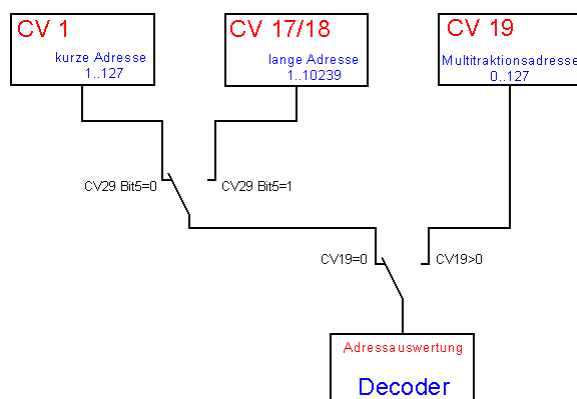 CV 1
kurze Adresse
1..127
CV 17/18
lange Adresse
1..10239
CV 19
Multitraktionsadresse
0..127
CV29 Bit5=0
CV29 Bit5=1
CV19=0
CV19>0
Adressauswertung
Decoder